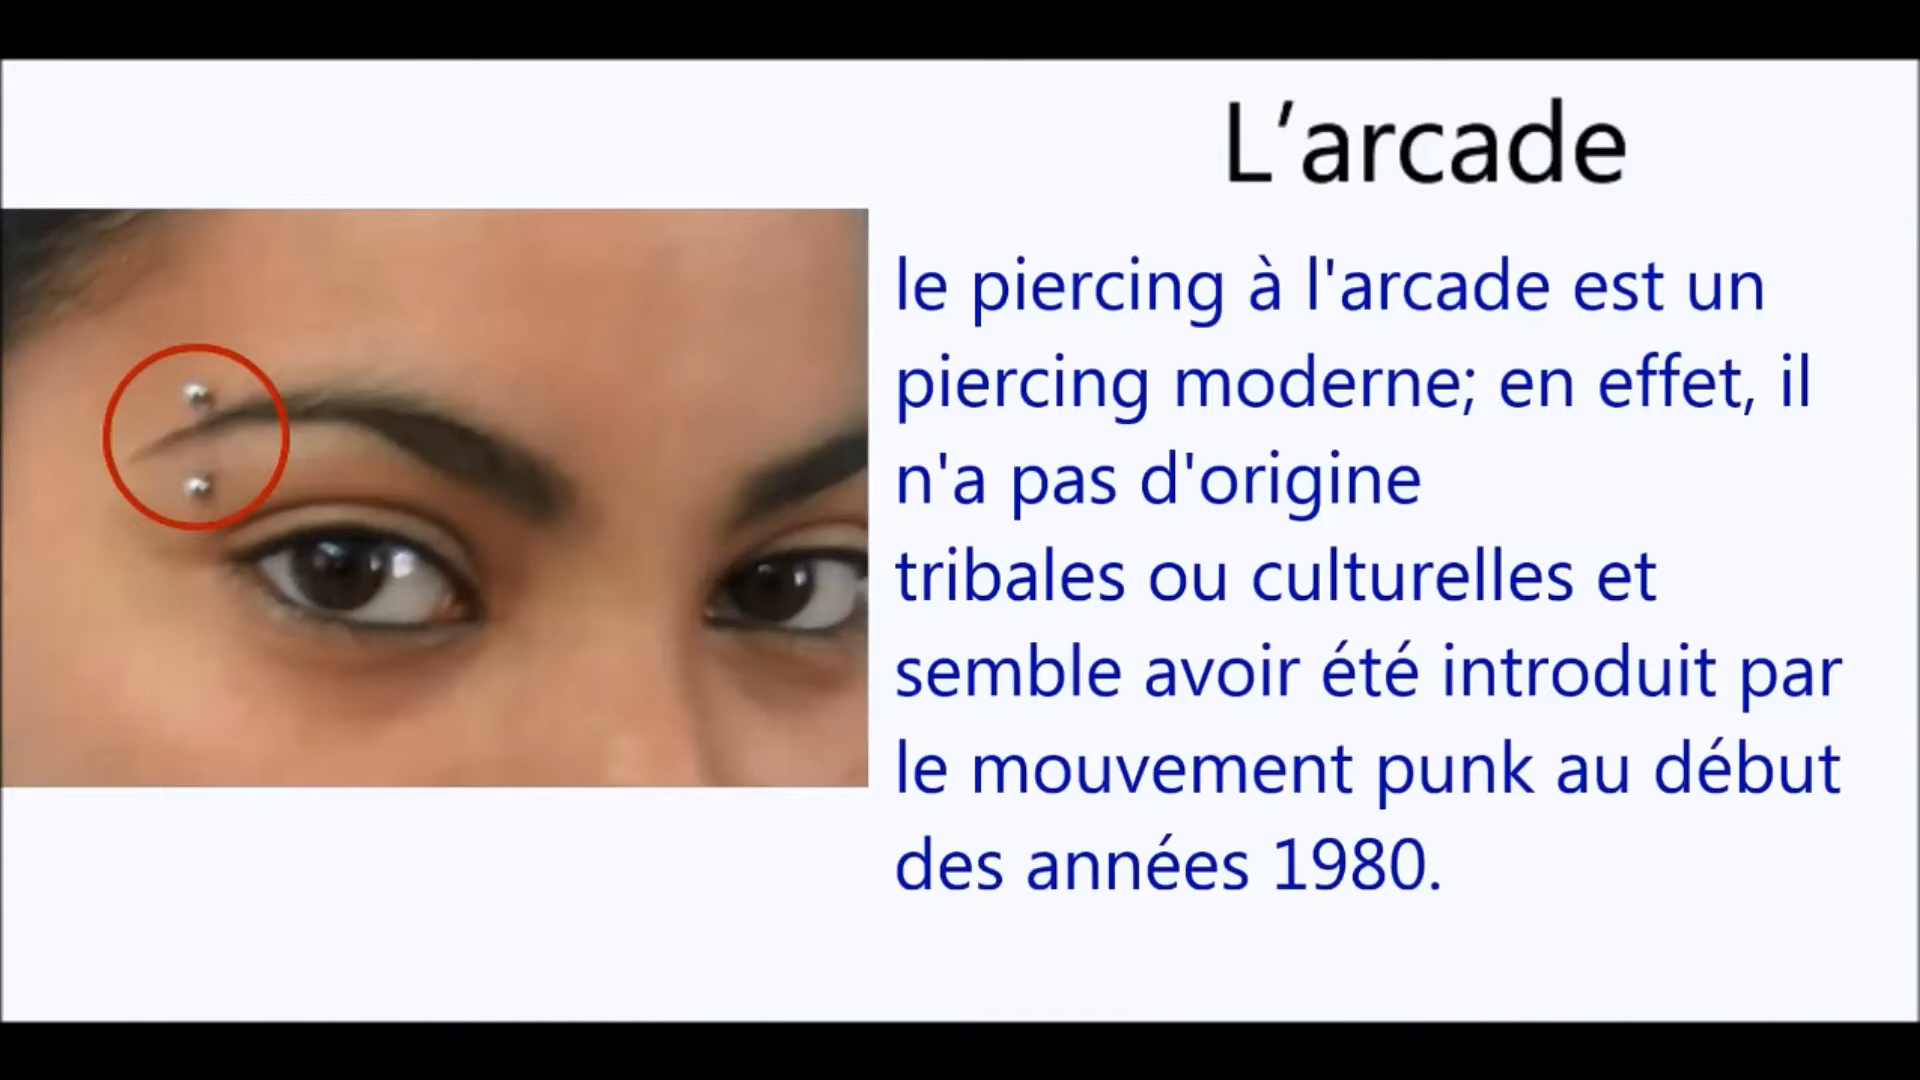 L’arcade
le piercing à l'arcade est un
piercing moderne; en effet, il
n'a pas d'origine
tribales ou culturelles et
semble avoir été introduit par
le mouvement punk au début
des années 1980.